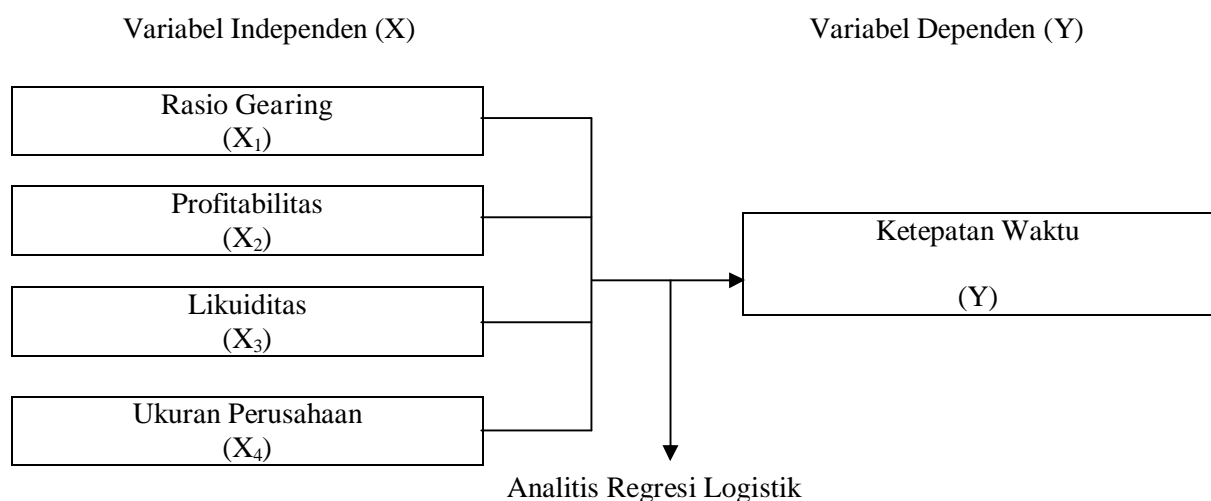 Variabel Independen (X)
Variabel Dependen (Y)
Rasio Gearing
(X₁)
Profitabilitas
(X₂)
Likuiditas
(X₃)
Ukuran Perusahaan
(X₄)
Ketepatan Waktu
(Y)
Analitis Regresi Logistik